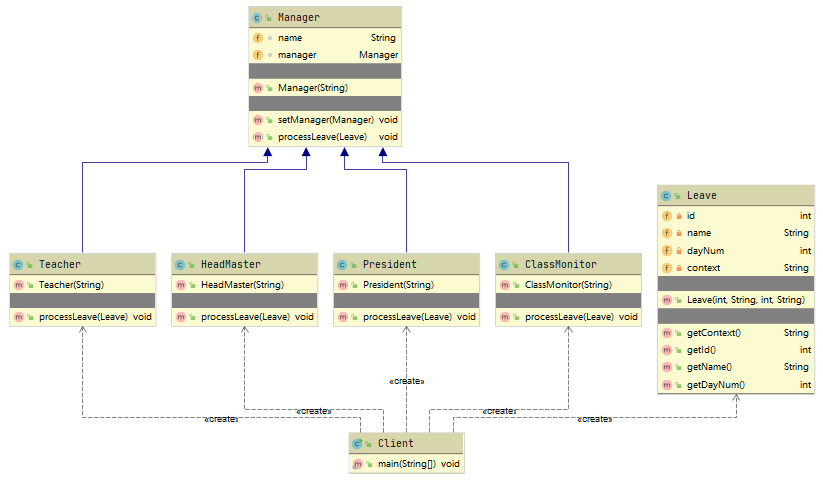 Manager
name String
manager Manager
Manager(String)
setManager(Manager) void
processLeave(Leave) void
Leave
id int
name String
dayNum int
context String
Leave(int, String, int, String)
getContext() String
getId() int
getName() String
getDayNum() int
Teacher
Teacher(String)
processLeave(Leave) void
HeadMaster
HeadMaster(String)
processLeave(Leave) void
President
President(String)
processLeave(Leave) void
ClassMonitor
ClassMonitor(String)
processLeave(Leave) void
«create»
«create»
«create»
«create»
«create»
Client
main(String[]) void